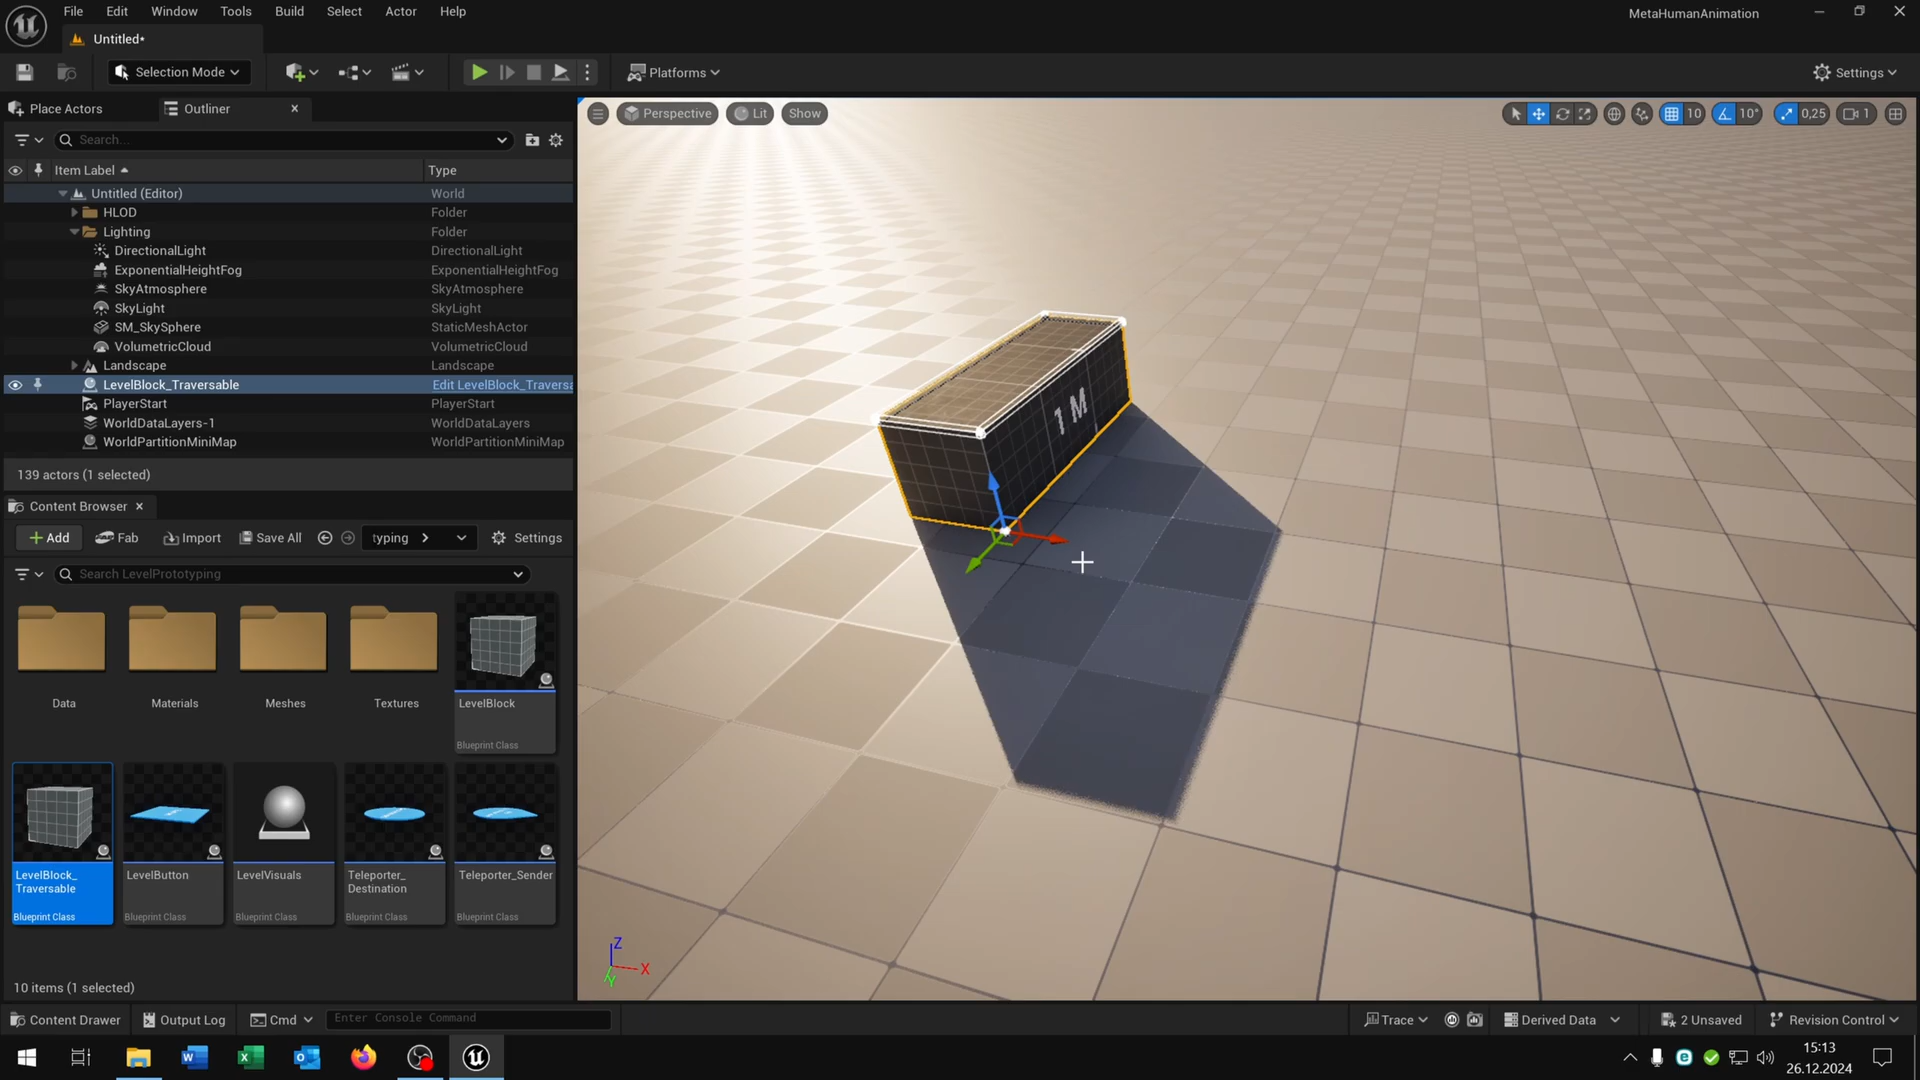 File Edit Window Tools Build Select Actor Help
MetaHumanAnimation
Untitled*
Selection Mode
Platforms
Settings
Place Actors
Outliner
Perspective
Lit
Show
10
10°
0,25
1
Search...
Item Label
Type
Untitled (Editor)
World
HLOD
Folder
Lighting
Folder
DirectionalLight
DirectionalLight
ExponentialHeightFog
ExponentialHeightFog
SkyAtmosphere
SkyAtmosphere
SkyLight
SkyLight
SM_SkySphere
StaticMeshActor
VolumetricCloud
VolumetricCloud
Landscape
Landscape
LevelBlock_Traversable
Edit LevelBlock_Traversa
PlayerStart
PlayerStart
WorldDataLayers-1
WorldDataLayers
WorldPartitionMiniMap
WorldPartitionMiniMap
139 actors (1 selected)
1 M
Content Browser
Add
Fab
Import
Save All
typing
Settings
Search LevelPrototyping
Data
Materials
Meshes
Textures
LevelBlock
Blueprint Class
LevelBlock_
Traversable
Blueprint Class
LevelButton
Blueprint Class
LevelVisuals
Blueprint Class
Teleporter_
Destination
Blueprint Class
Teleporter_Sender
Blueprint Class
Z
X
Y
10 items (1 selected)
Content Drawer
Output Log
Cmd
Enter Console Command
Trace
Derived Data
2 Unsaved
Revision Control
15:13
26.12.2024